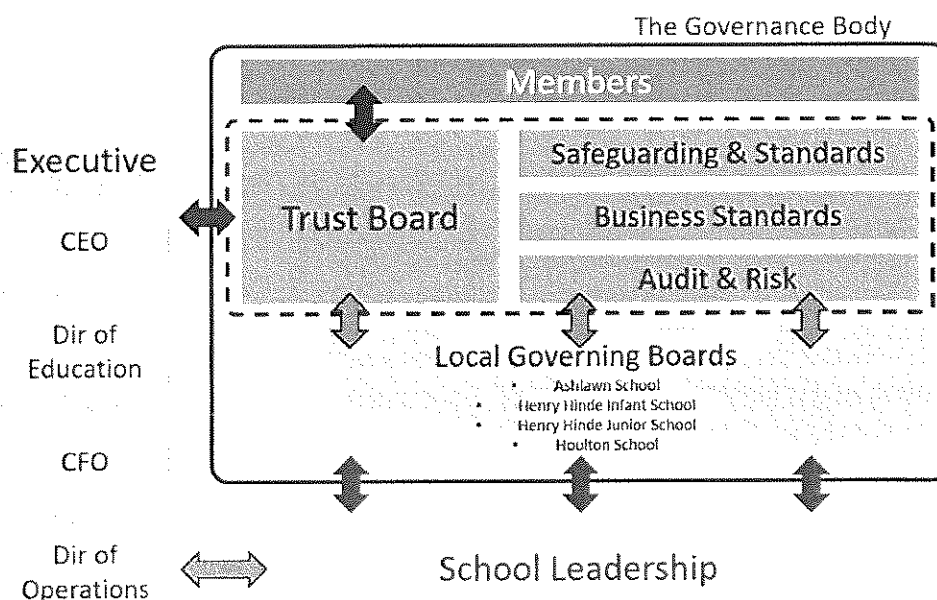 The Governance Body
Members
Executive
CEO
Dir of
Education
CFO
Dir of
Operations
Trust Board
Safeguarding & Standards
Business Standards
Audit & Risk
Local Governing Boards
• Ashlawn School
• Henry Hinde Infant School
• Henry Hinde Junior School
• Houlton School
School Leadership